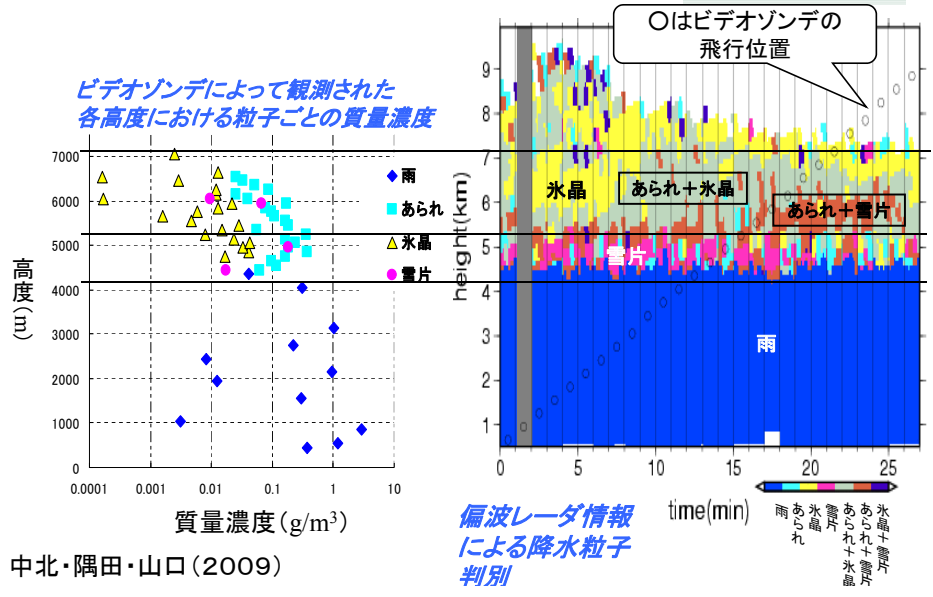 〇はビデオゾンデの
飛行位置
ビデオゾンデによって観測された
各高度における粒子ごとの質量濃度
7000
6000
5000
4000
3000
2000
1000
0
高度(m)
0.0001
0.001
0.01
0.1
1
10
質量濃度(g/m³)
雨
あられ
氷晶
雪片
9
8
7
6
5
4
3
2
1
height(km)
氷晶
あられ+氷晶
あられ+雪片
雪片
雨
0
5
10
15
20
25
time(min)
雨
あられ
氷晶
雪片
あられ+氷晶
あられ+雪片
氷晶+雪片
偏波レーダ情報
による降水粒子
判別
中北・隅田・山口(2009)